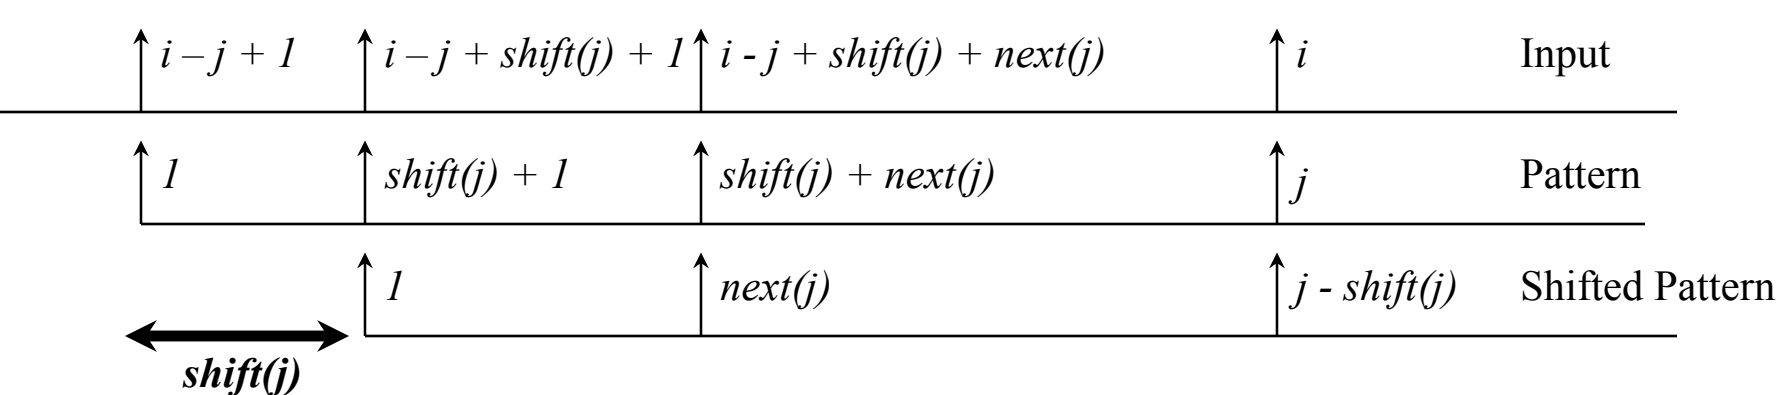 i – j + 1 i – j + shift(j) + 1 i - j + shift(j) + next(j) i Input
1 shift(j) + 1 shift(j) + next(j) j Pattern
1 next(j) j - shift(j) Shifted Pattern
shift(j)